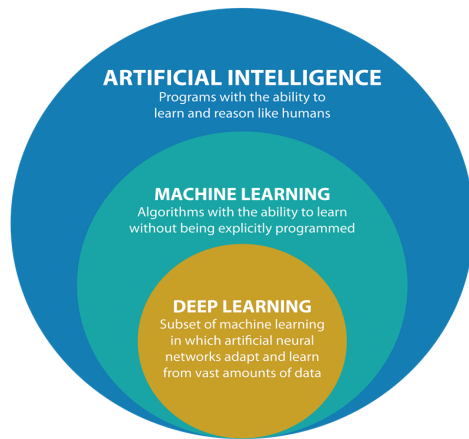 ARTIFICIAL INTELLIGENCE
Programs with the ability to
learn and reason like humans
MACHINE LEARNING
Algorithms with the ability to learn
without being explicitly programmed
DEEP LEARNING
Subset of machine learning
in which artificial neural
networks adapt and learn
from vast amounts of data